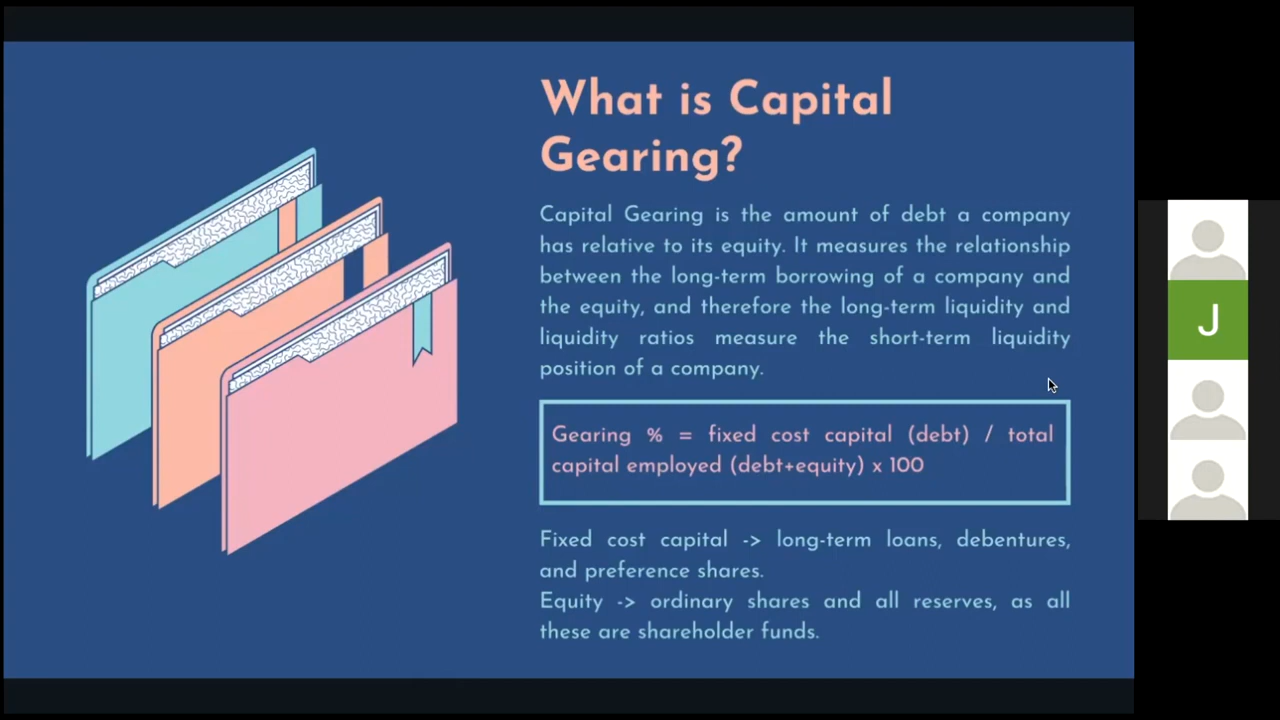 What is Capital
Gearing?
Capital Gearing is the amount of debt a company
has relative to its equity. It measures the relationship
between the long-term borrowing of a company and
the equity, and therefore the long-term liquidity and
liquidity ratios measure the short-term liquidity
position of a company.
Gearing % = fixed cost capital (debt) / total
capital employed (debt+equity) x 100
Fixed cost capital -> long-term loans, debentures,
and preference shares.
Equity -> ordinary shares and all reserves, as all
these are shareholder funds.
J